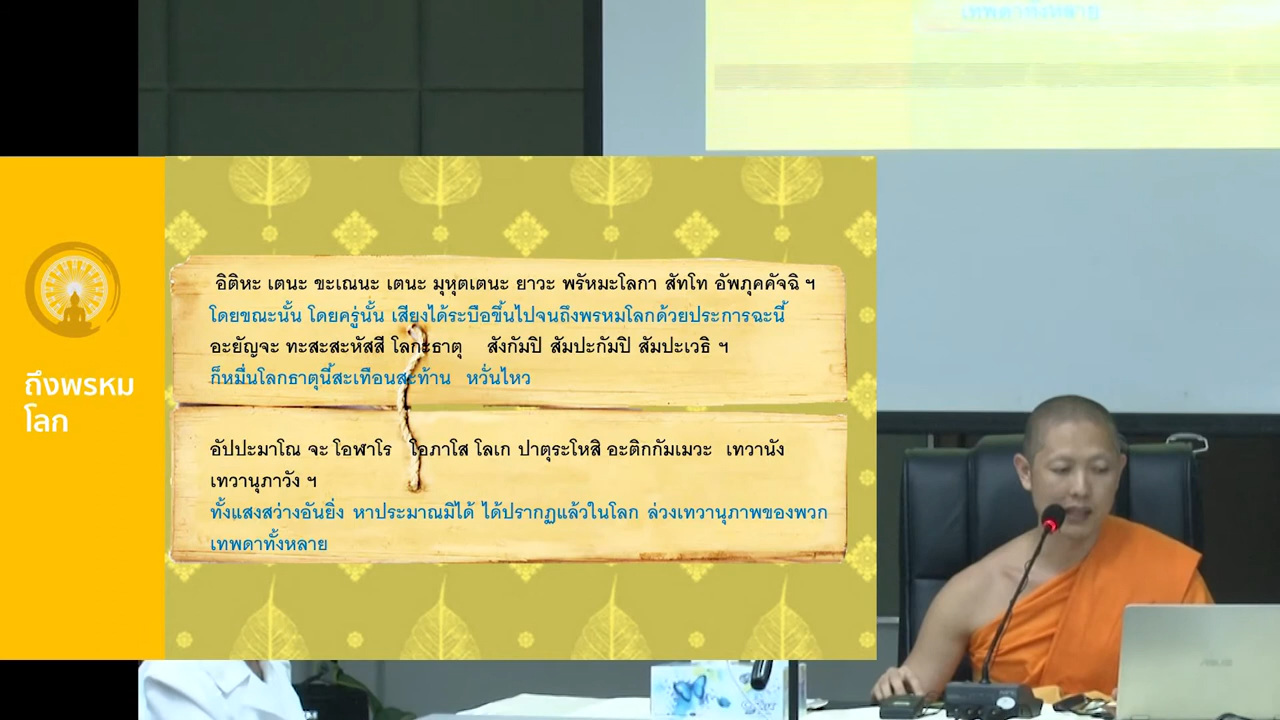 เทพดาทั้งหลาย
ถึงพรหม
โลก
อิติหะ เตนะ ขะเณนะ เตนะ มุหุตเตนะ ยาวะ พรัหมะโลกา สัทโท อัพภุคคัจฉิ ฯ
โดยขณะนั้น โดยครู่นั้น เสียงได้ระบือขึ้นไปจนถึงพรหมโลกด้วยประการฉะนี้
อะยัญจะ ทะสะสะหัสสี โลกะธาตุ สังกัมปิ สัมปะกัมปิ สัมปะเวธิ ฯ
ก็หมื่นโลกธาตุนี้สะเทือนสะท้าน หวั่นไหว
อัปปะมาโณ จะ โอฬาโร โอภาโส โลเก ปาตุระโหสิ อะติกกัมเมวะ เทวานัง
เทวานุภาวัง ฯ
ทั้งแสงสว่างอันยิ่ง หาประมาณมิได้ ได้ปรากฏแล้วในโลก ล่วงเทวานุภาพของพวก
เทพดาทั้งหลาย
ASUS